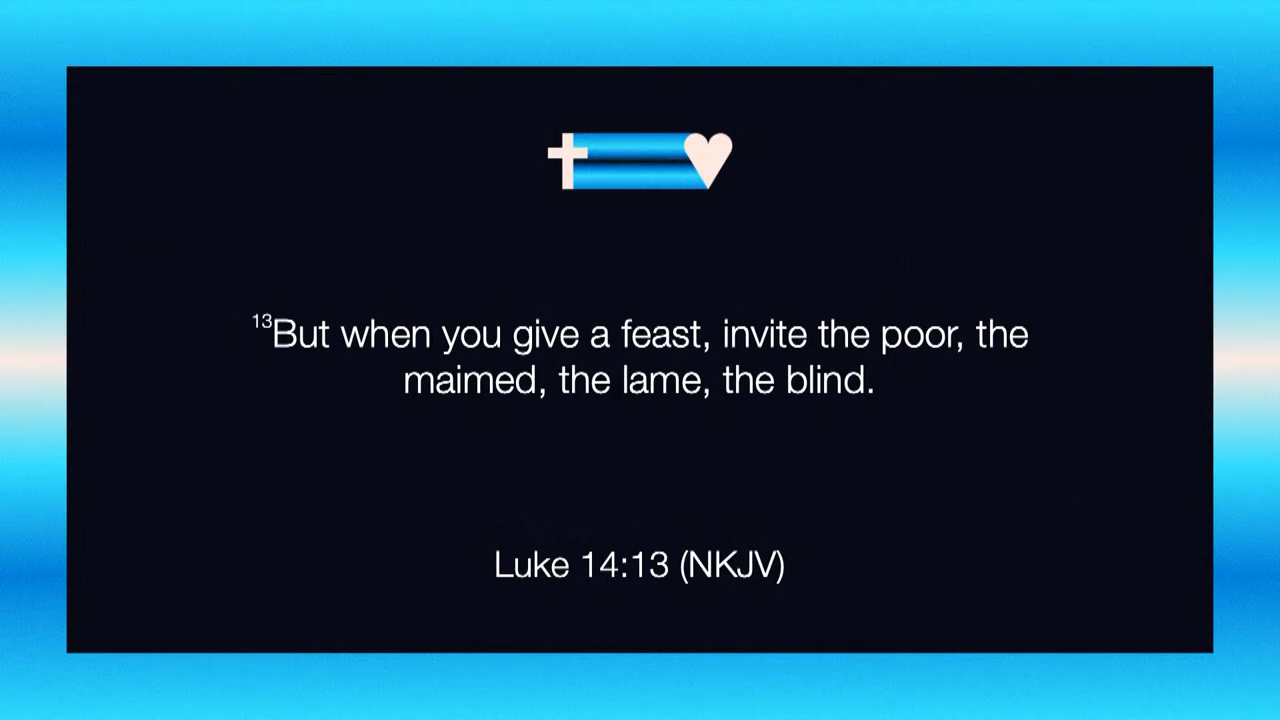 13But when you give a feast, invite the poor, the
maimed, the lame, the blind.
Luke 14:13 (NKJV)